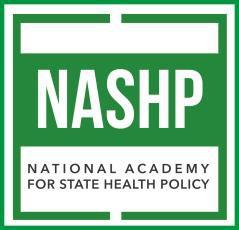 NASHP
NATIONAL ACADEMY
FOR STATE HEALTH POLICY